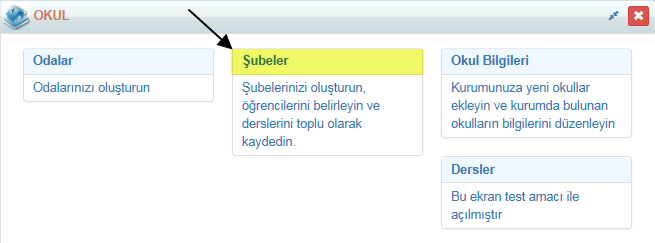 OKUL
Odalar
Odalarınızı oluşturun
Şubeler
Şubelerinizi oluşturun,
öğrencilerini belirleyin ve
derslerini toplu olarak
kaydedin.
Okul Bilgileri
Kurumunuza yeni okullar
ekleyin ve kurumda bulunan
okulların bilgilerini düzenleyin
Dersler
Bu ekran test amacı ile
açılmıştır